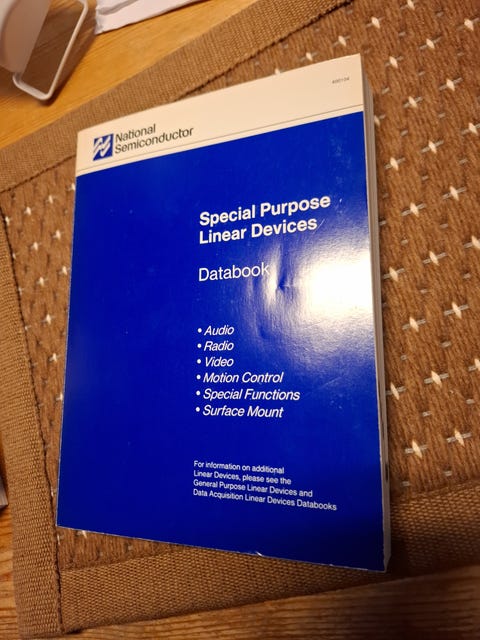 400104
National
Semiconductor
Special Purpose
Linear Devices
Databook
• Audio
• Radio
• Video
• Motion Control
• Special Functions
• Surface Mount
For information on additional
Linear Devices, please see the
General Purpose Linear Devices and
Data Acquisition Linear Devices Databooks